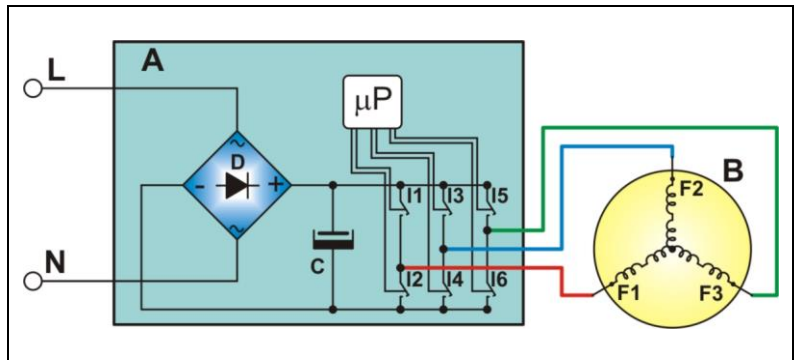 A
L
μP
D
~
-
+
~
C
I1
I3
I5
I2
I4
I6
N
B
F2
F1
F3